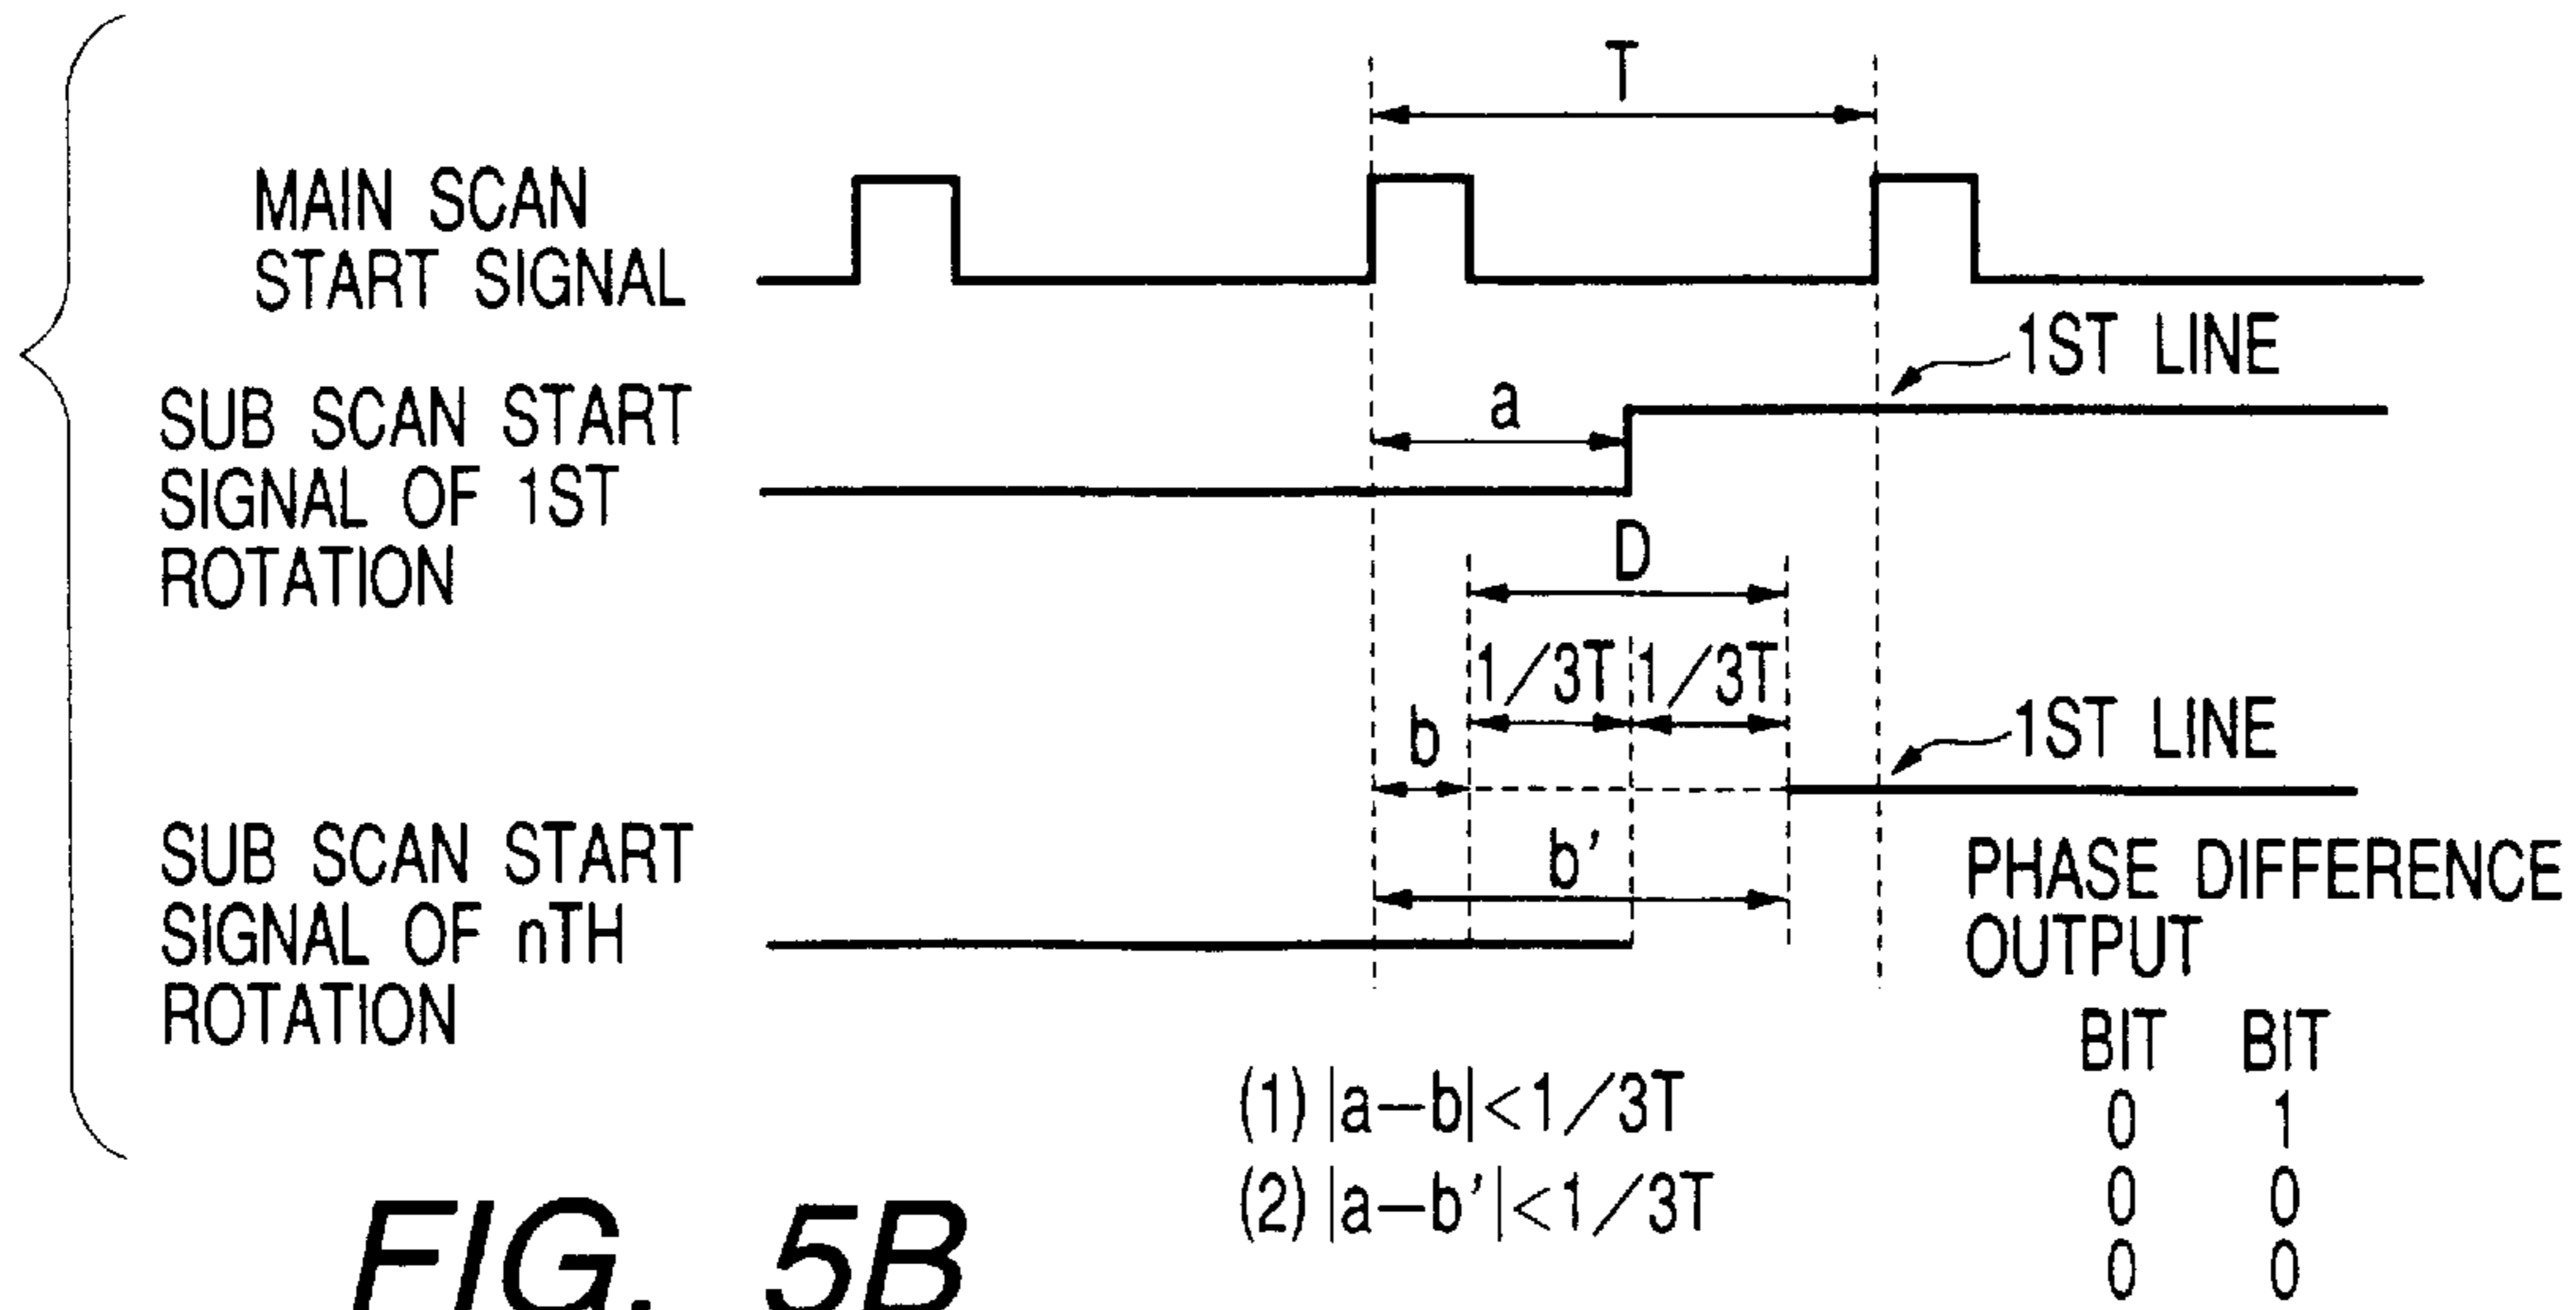 T
MAIN SCAN
START SIGNAL
1ST LINE
a
SUB SCAN START
SIGNAL OF 1ST
ROTATION
D
1/3T 1/3T
b
1ST LINE
b'
SUB SCAN START
SIGNAL OF nTH
ROTATION
PHASE DIFFERENCE
OUTPUT
BIT BIT
0 1
0 0
0 0
(1) |a−b|<1/3T
(2) |a−b'|<1/3T
FIG. 5B